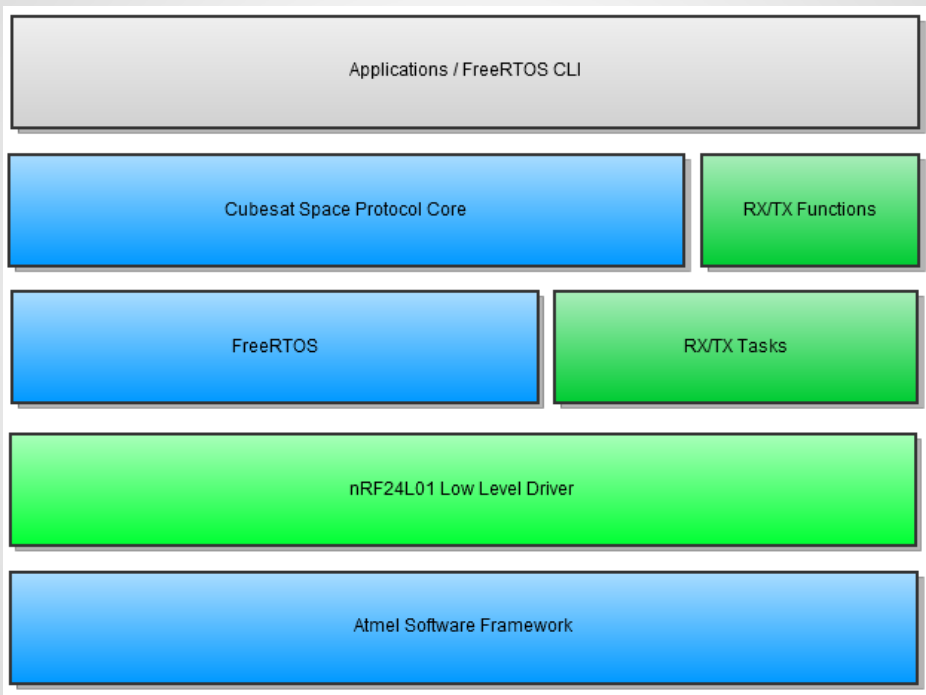 Applications / FreeRTOS CLI
Cubesat Space Protocol Core
RX/TX Functions
FreeRTOS
RX/TX Tasks
nRF24L01 Low Level Driver
Atmel Software Framework